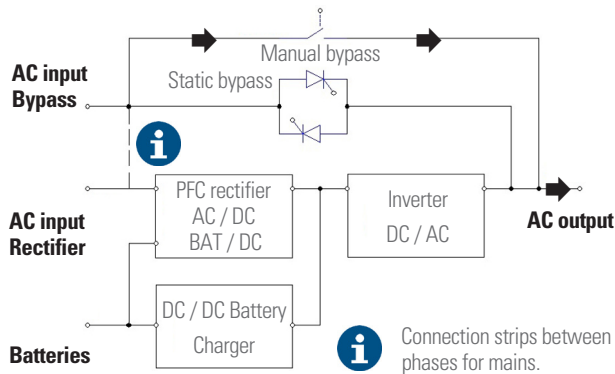 Manual bypass
AC input
Bypass
Static bypass
i
PFC rectifier
AC / DC
BAT / DC
Inverter
DC / AC
AC input
Rectifier
AC output
DC / DC Battery
Charger
Batteries
i
Connection strips between
phases for mains.